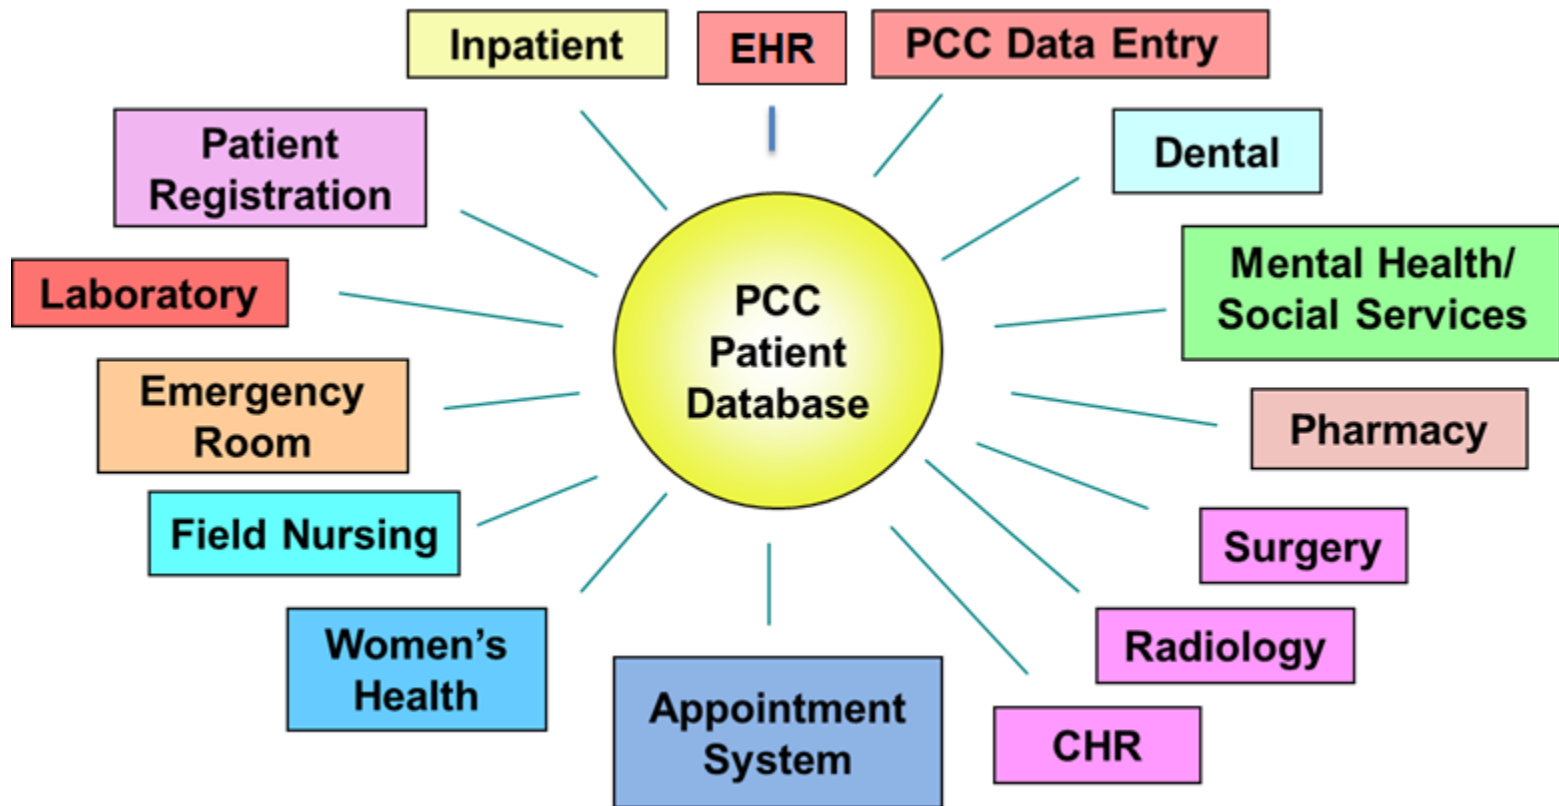 Inpatient
EHR
PCC Data Entry
Patient
Registration
Dental
Mental Health/
Social Services
Laboratory
PCC
Patient
Database
Emergency
Room
Pharmacy
Field Nursing
Surgery
Women's
Health
Radiology
Appointment
System
CHR